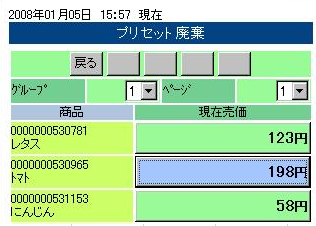 2008年01月05日 15:57 現在
プリセット廃棄
戻る
ｸﾞﾙｰﾌﾟ 1 ﾍﾟｰｼﾞ 1
商品 現在売価
0000000530781
レタス
123円
0000000530965
ﾄﾏﾄ
198円
0000000531153
にんじん
58円